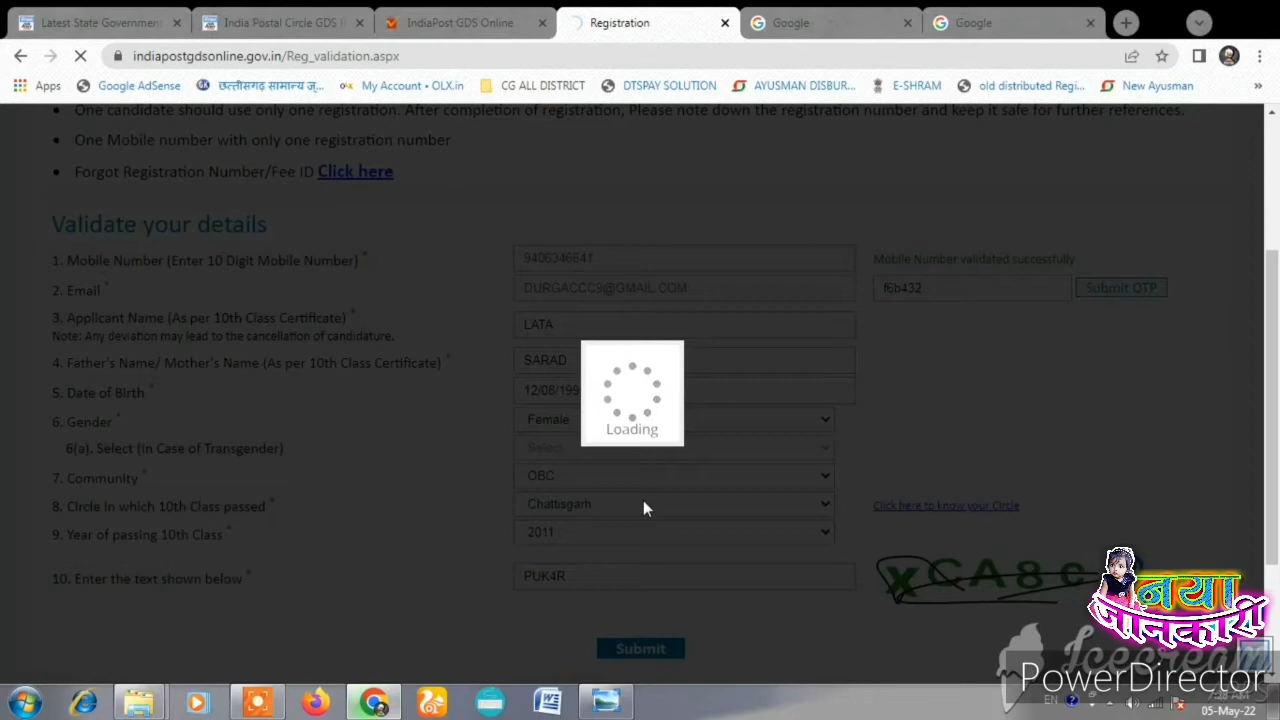 Latest State Government
India Postal Circle GDS
IndiaPost GDS Online
Registration
Google
Google
indiapostgdsonline.gov.in/Reg_validation.aspx
Apps
Google AdSense
छत्तीसगढ़ सामान्य ज्...
My Account • OLX.in
CG ALL DISTRICT
DTSPAY SOLUTION
AYUSMAN DISBUR...
E-SHRAM
old distributed Regi...
New Ayusman
»
• One candidate should use only one registration. After completion of registration, Please note down the registration number and keep it safe for further references.
• One Mobile number with only one registration number
• Forgot Registration Number/Fee ID Click here
Validate your details
1. Mobile Number (Enter 10 Digit Mobile Number) * 9406346641 Mobile Number validated successfully
2. Email * DURGACCC9@GMAIL.COM f6b432 Submit OTP
3. Applicant Name (As per 10th Class Certificate) * LATA
Note: Any deviation may lead to the cancellation of candidature.
4. Father's Name/ Mother's Name (As per 10th Class Certificate) * SARAD
5. Date of Birth * 12/08/199
6. Gender * Female
6(a). Select (In Case of Transgender) Select
7. Community * OBC
8. Circle in which 10th Class passed * Chattisgarh Click here to know your Circle
9. Year of passing 10th Class * 2011
10. Enter the text shown below * PUK4R XCA8c
Loading
Submit
नया
जानकारी
Icecream
PowerDirector
EN
05-May-22